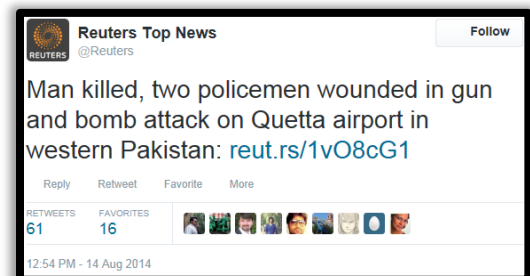 Reuters Top News
@Reuters
Follow
REUTERS
Man killed, two policemen wounded in gun
and bomb attack on Quetta airport in
western Pakistan: reut.rs/1vO8cG1
Reply Retweet Favorite More
RETWEETS FAVORITES
61 16
12:54 PM - 14 Aug 2014